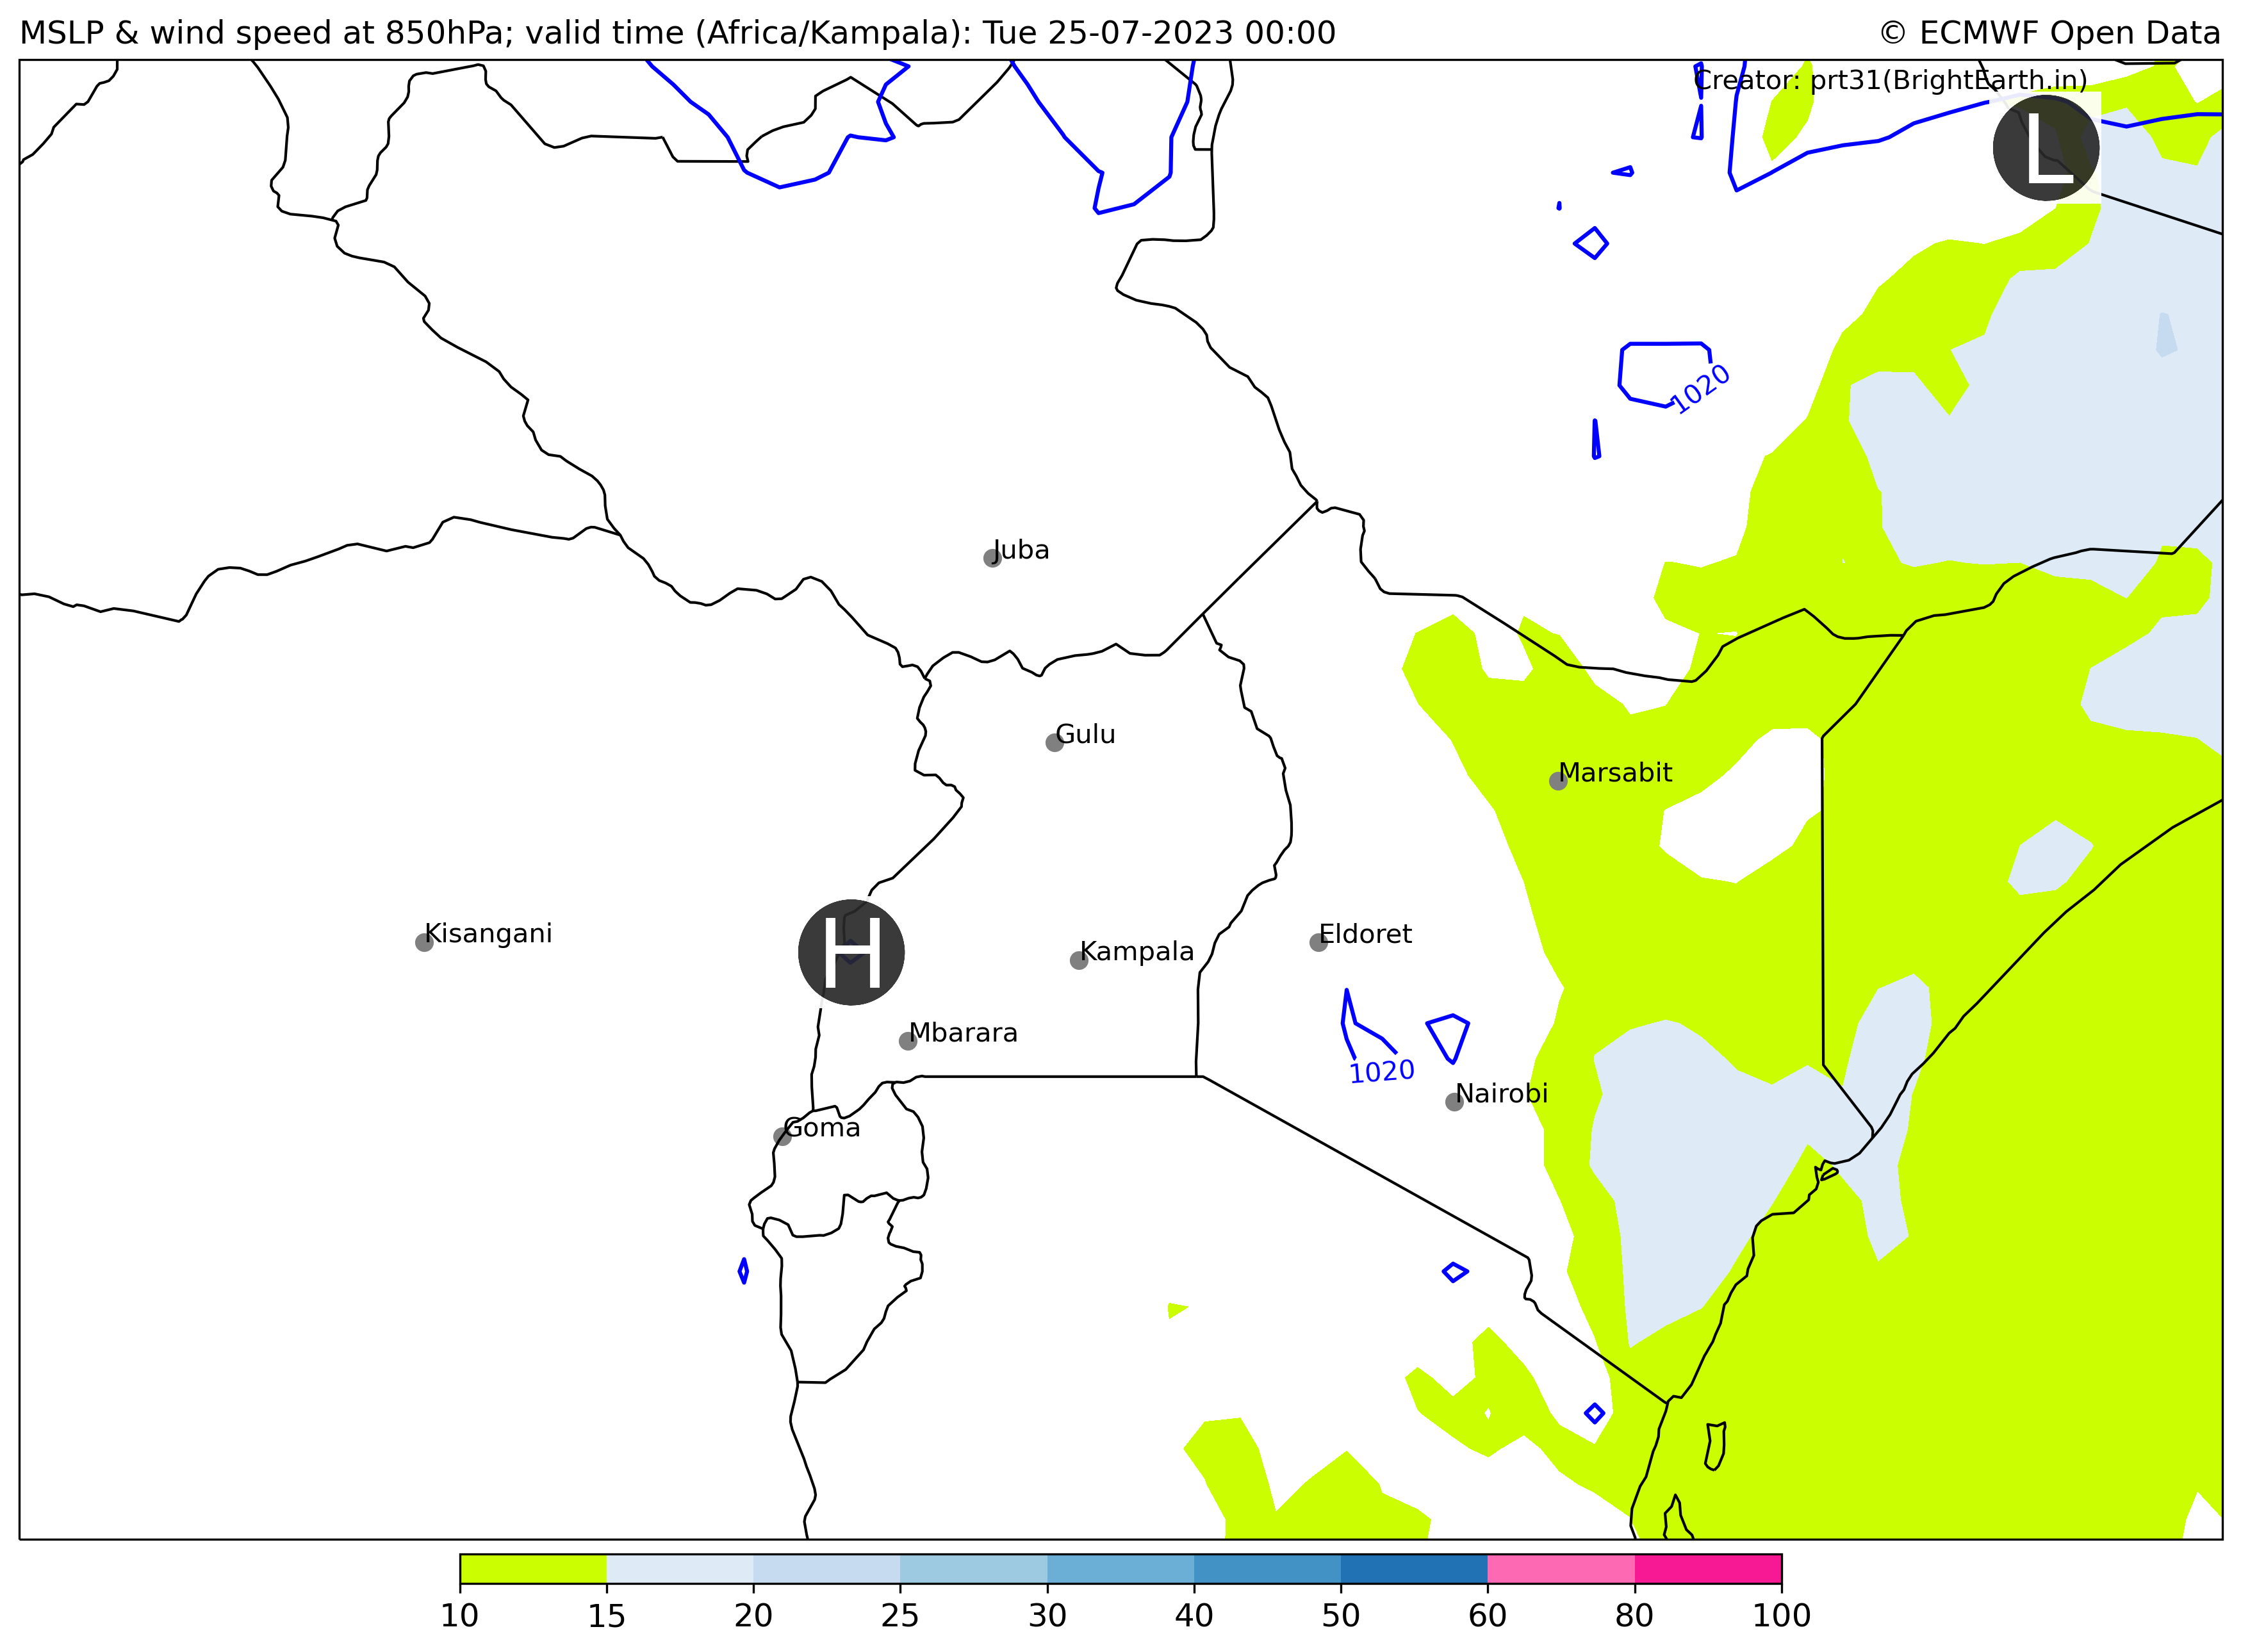 MSLP & wind speed at 850hPa; valid time (Africa/Kampala): Tue 25-07-2023 00:00
© ECMWF Open Data
Creator: prt31(BrightEarth.in)
L
1020
Juba
Gulu
Marsabit
Kisangani
H
Kampala
Eldoret
Mbarara
1020
Nairobi
Goma
10 15 20 25 30 40 50 60 80 100